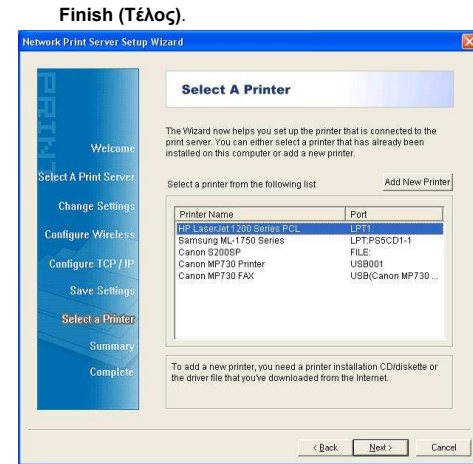 Finish (Τέλος).
Network Print Server Setup Wizard
PRINT
Welcome
Select A Print Server
Change Settings
Configure Wireless
Configure TCP / IP
Save Settings
Select a Printer
Summary
Complete
Select A Printer
The Wizard now helps you set up the printer that is connected to the
print server. You can either select a printer that has already been
installed on this computer or add a new printer.
Select a printer from the following list
Add New Printer
Printer Name Port
HP LaserJet 1200 Series PCL LPT1:
Samsung ML-1750 Series LPT:PS5CD1-1
Canon S200SP FILE:
Canon MP730 Printer USB001
Canon MP730 FAX USB(Canon MP730 ...
To add a new printer, you need a printer installation CD/diskette or
the driver file that you've downloaded from the Internet.
< Back Next > Cancel